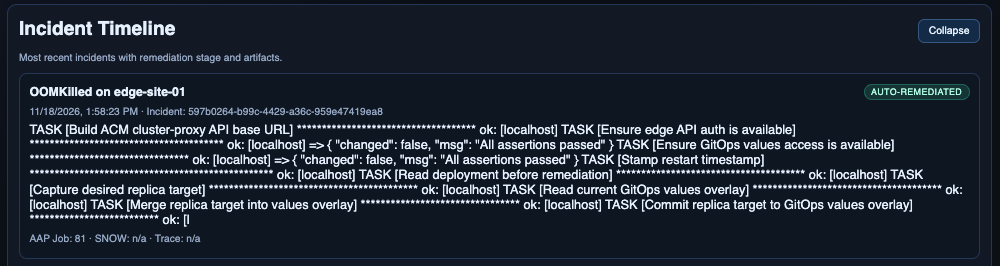 Incident Timeline
Collapse
Most recent incidents with remediation stage and artifacts.
OOMKilled on edge-site-01
AUTO-REMEDIATED
11/18/2026, 1:58:23 PM · Incident: 597b0264-b99c-4429-a36c-959e47419ea8
TASK [Build ACM cluster-proxy API base URL] *********************************** ok: [localhost] TASK [Ensure edge API auth is available]
************************************** ok: [localhost] => { "changed": false, "msg": "All assertions passed" } TASK [Ensure GitOps values access is available]
******************************* ok: [localhost] => { "changed": false, "msg": "All assertions passed" } TASK [Stamp restart timestamp]
************************************************ ok: [localhost] TASK [Read deployment before remediation] ************************************* ok: [localhost] TASK
[Capture desired replica target] ***************************************** ok: [localhost] TASK [Read current GitOps values overlay] ************************************* ok:
[localhost] TASK [Merge replica target into values overlay] ******************************* ok: [localhost] TASK [Commit replica target to GitOps values overlay]
************************* ok: [l
AAP Job: 81 · SNOW: n/a · Trace: n/a